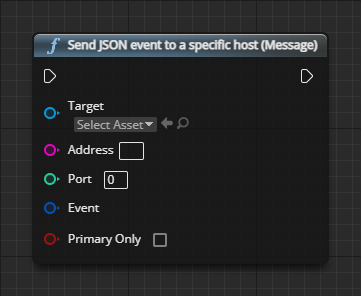 f Send JSON event to a specific host (Message)
Target
Select Asset
Address
Port 0
Event
Primary Only